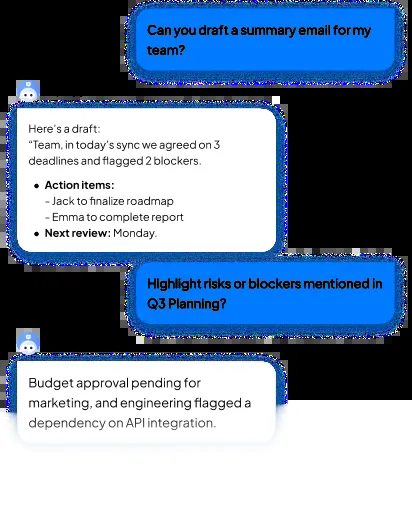 Can you draft a summary email for my
team?
Here's a draft:
"Team, in today's sync we agreed on 3
deadlines and flagged 2 blockers.
• Action items:
- Jack to finalize roadmap
- Emma to complete report
• Next review: Monday.
Highlight risks or blockers mentioned in
Q3 Planning?
Budget approval pending for
marketing, and engineering flagged a
dependency on API integration.